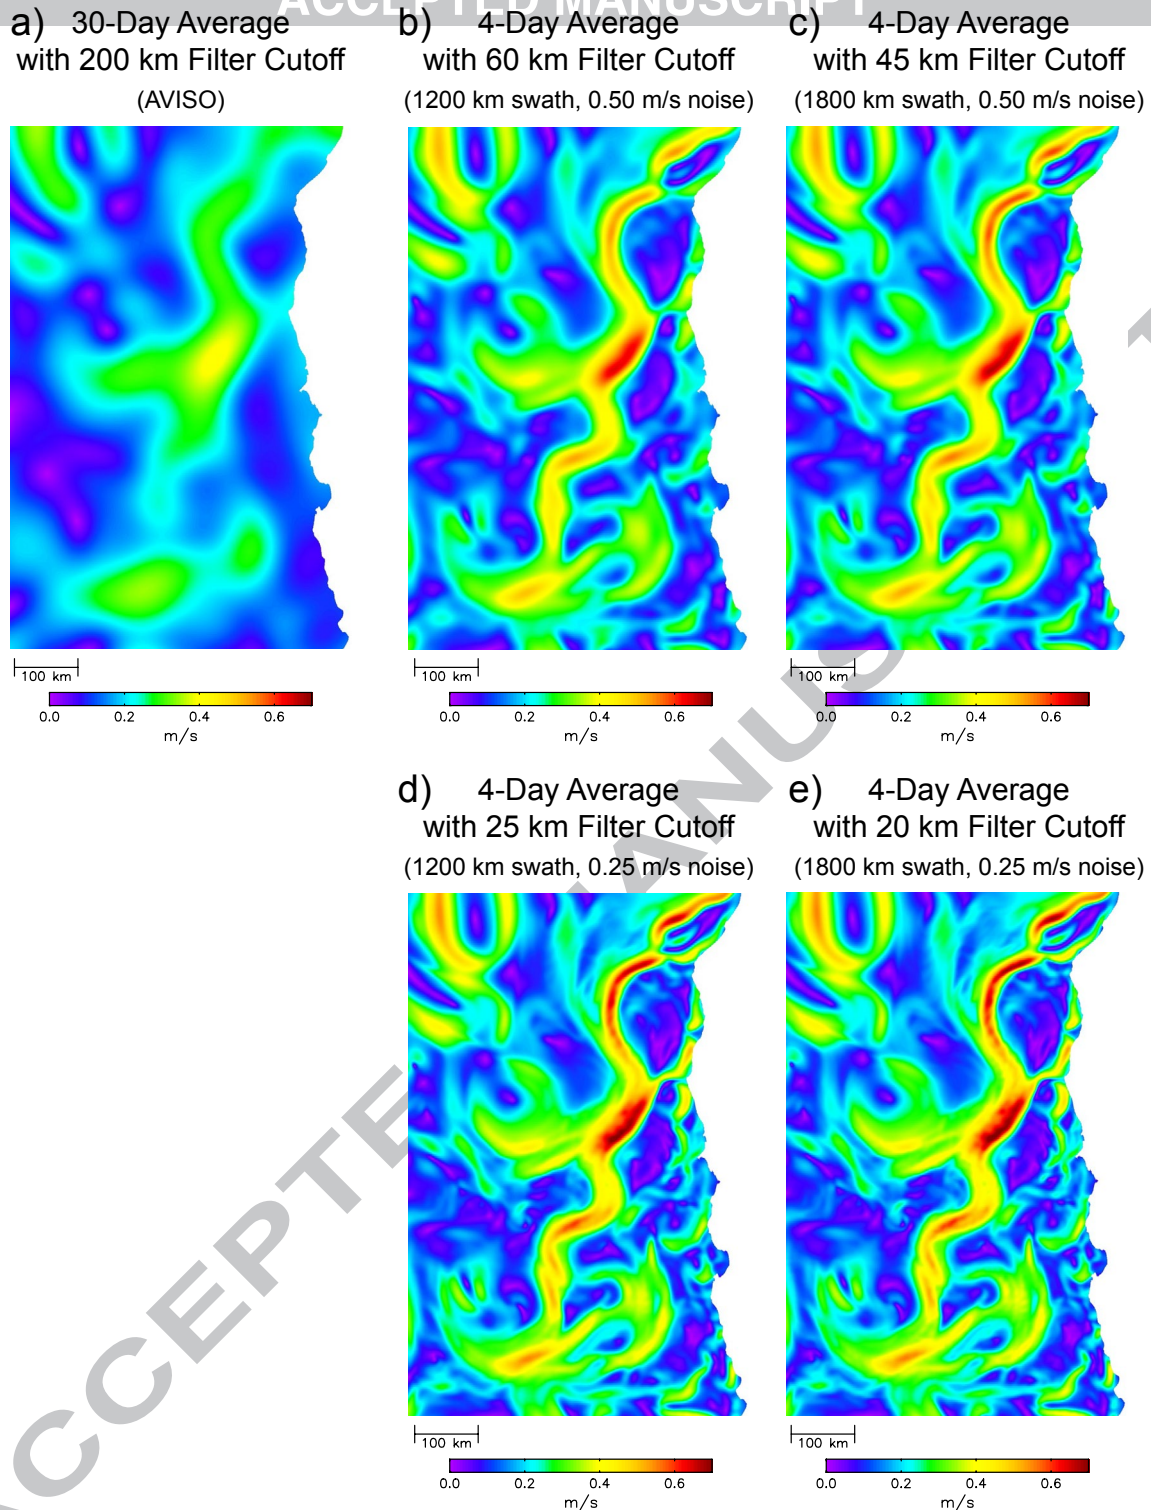 ACCEPTED MANUSCRIPT
a) 30-Day Average
with 200 km Filter Cutoff
(AVISO)
b) 4-Day Average
with 60 km Filter Cutoff
(1200 km swath, 0.50 m/s noise)
c) 4-Day Average
with 45 km Filter Cutoff
(1800 km swath, 0.50 m/s noise)
100 km
0.0 0.2 0.4 0.6
m/s
100 km
0.0 0.2 0.4 0.6
m/s
100 km
0.0 0.2 0.4 0.6
m/s
d) 4-Day Average
with 25 km Filter Cutoff
(1200 km swath, 0.25 m/s noise)
e) 4-Day Average
with 20 km Filter Cutoff
(1800 km swath, 0.25 m/s noise)
100 km
0.0 0.2 0.4 0.6
m/s
100 km
0.0 0.2 0.4 0.6
m/s